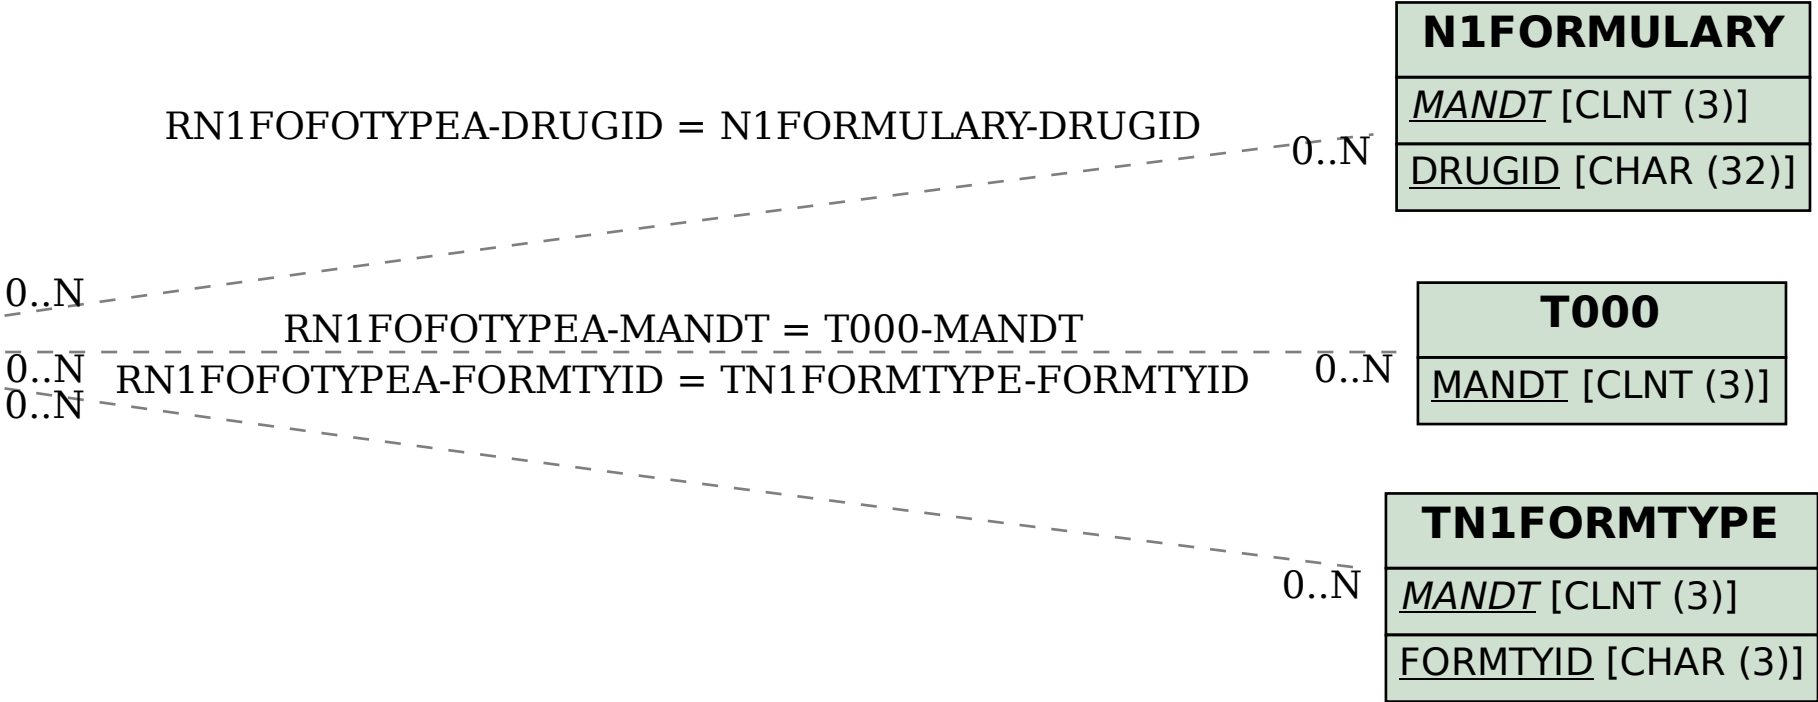 N1FORMULARY
MANDT [CLNT (3)]
DRUGID [CHAR (32)]
RN1FOFOTYPEA-DRUGID = N1FORMULARY-DRUGID
0..N
0..N
RN1FOFOTYPEA-MANDT = T000-MANDT
0..N
0..N
T000
MANDT [CLNT (3)]
RN1FOFOTYPEA-FORMTYID = TN1FORMTYPE-FORMTYID
0..N
0..N
TN1FORMTYPE
MANDT [CLNT (3)]
FORMTYID [CHAR (3)]